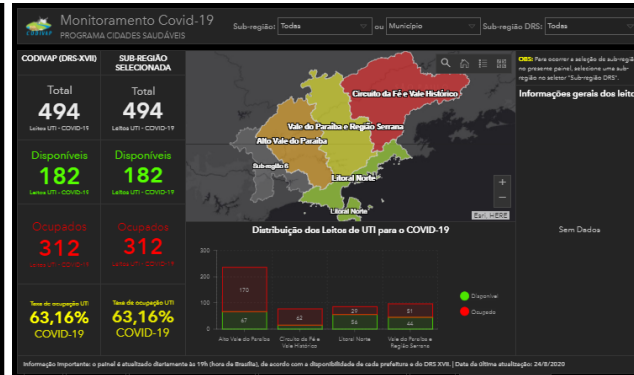 Monitoramento Covid-19
PROGRAMA CIDADES SAUDÁVEIS
CODIVAP
Sub-região: Todas
ou Município
Sub-região DRS: Todas
CODIVAP (DRS-XVII)
Total
494
Leitos UTI - COVID-19
Disponíveis
182
Leitos UTI - COVID-19
Ocupados
312
Leitos UTI - COVID-19
Taxa de ocupação UTI
63,16%
COVID-19
SUB-REGIÃO
SELECIONADA
Total
494
Leitos UTI - COVID-19
Disponíveis
182
Leitos UTI - COVID-19
Ocupados
312
Leitos UTI - COVID-19
Taxa de ocupação UTI
63,16%
COVID-19
Circuito da Fé e Vale Histórico
Vale do Paraíba e Região Serrana
Alto Vale do Paraíba
Sub-região 6
Litoral Norte
Litoral Norte
+
−
Esri, HERE
Distribuição dos Leitos de UTI para o COVID-19
300
200
100
0
170
67
62
29
56
51
44
Alto Vale do Paraíba
Circuito da Fé e
Vale Histórico
Litoral Norte
Vale do Paraíba e
Região Serrana
Disponível
Ocupado
OBS: Para ocorrer a seleção da sub-região
no presente painel, selecione uma sub-
região no seletor "Sub-região DRS".
Informações gerais dos leito
Sem Dados
Informação Importante: o painel é atualizado diariamente às 19h (hora de Brasília), de acordo com a disponibilidade de cada prefeitura e do DRS XVII. | Data da última atualização: 24/8/2020